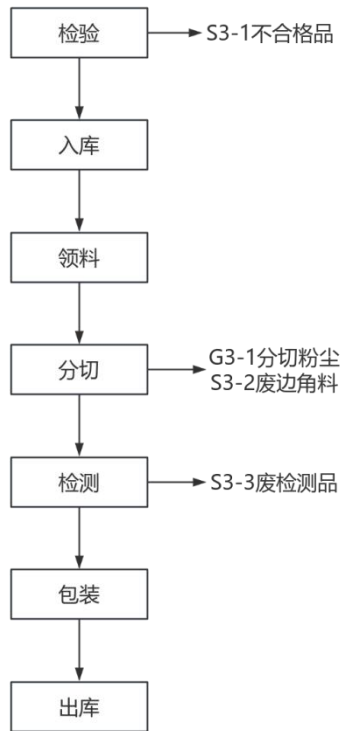 检验
S3-1不合格品
入库
领料
分切
G3-1分切粉尘
S3-2废边角料
检测
S3-3废检测品
包装
出库